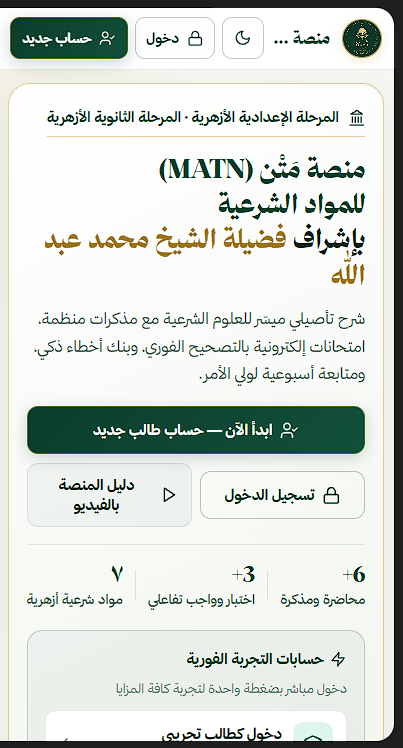 منصة ...
دخول
حساب جديد
المرحلة الإعدادية الأزهرية · المرحلة الثانوية الأزهرية
منصة مَتْن (MATN)
للمواد الشرعية
بإشراف فضيلة الشيخ محمد عبد
الله
شرح تأصيلي ميسّر للعلوم الشرعية مع مذكرات منظمة،
امتحانات إلكترونية بالتصحيح الفوري، وبنك أخطاء ذكي،
ومتابعة أسبوعية لولي الأمر.
ابدأ الآن — حساب طالب جديد
تسجيل الدخول
دليل المنصة
بالفيديو
+6
محاضرة ومذكرة
+3
اختبار وواجب تفاعلي
٧
مواد شرعية أزهرية
حسابات التجربة الفورية
دخول مباشر بضغطة واحدة لتجربة كافة المزايا
دخول كطالب تجريبي